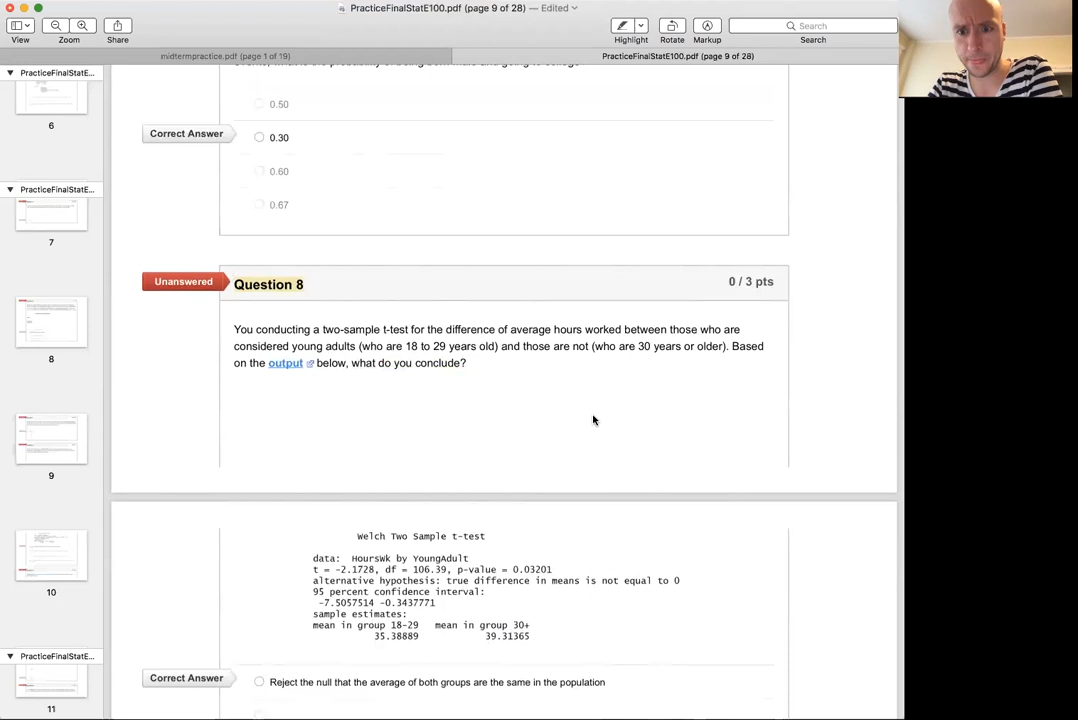 PracticeFinalStatE100.pdf (page 9 of 28) — Edited
View
Zoom
Share
Highlight
Rotate
Markup
Search
Search
midtermpractice.pdf (page 1 of 19)
PracticeFinalStatE100.pdf (page 9 of 28)
PracticeFinalStatE...
6
PracticeFinalStatE...
7
8
9
10
PracticeFinalStatE...
11
0.50
Correct Answer
0.30
0.60
0.67
Unanswered
Question 8
0 / 3 pts
You conducting a two-sample t-test for the difference of average hours worked between those who are
considered young adults (who are 18 to 29 years old) and those are not (who are 30 years or older). Based
on the output below, what do you conclude?
Welch Two Sample t-test
data: HoursWk by YoungAdult
t = -2.1728, df = 106.39, p-value = 0.03201
alternative hypothesis: true difference in means is not equal to 0
95 percent confidence interval:
-7.5057514 -0.3437771
sample estimates:
mean in group 18-29 mean in group 30+
35.38889 39.31365
Correct Answer
Reject the null that the average of both groups are the same in the population